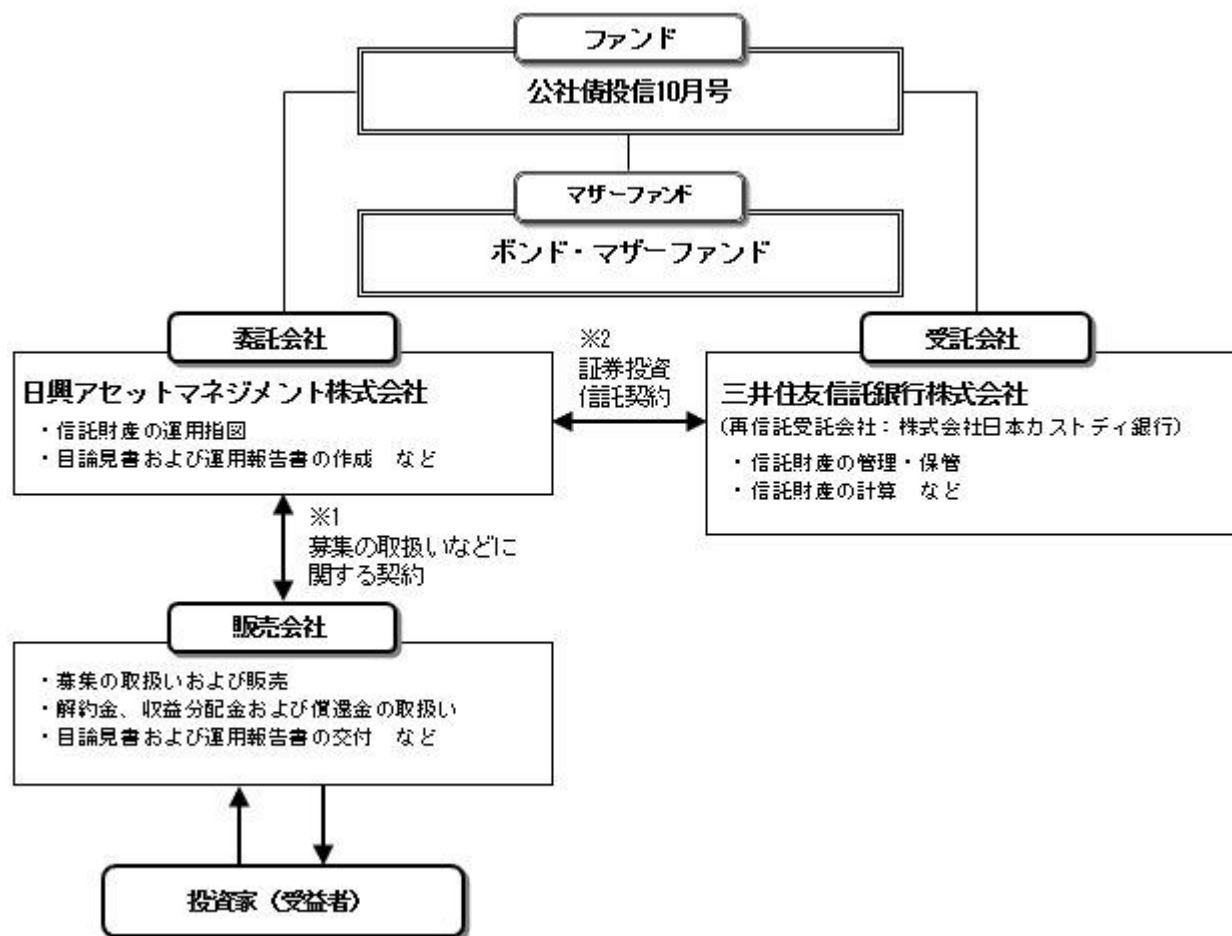 ファンド
公社債投信10月号
マザーファンド
ボンド・マザーファンド
委託会社
日興アセットマネジメント株式会社
・信託財産の運用指図
・目論見書および運用報告書の作成　など
※2
証券投資
信託契約
受託会社
三井住友信託銀行株式会社
(再信託受託会社：株式会社日本カストディ銀行)
・信託財産の管理・保管
・信託財産の計算　など
※1
募集の取扱いなどに
関する契約
販売会社
・募集の取扱いおよび販売
・解約金、収益分配金および償還金の取扱い
・目論見書および運用報告書の交付　など
投資家（受益者）